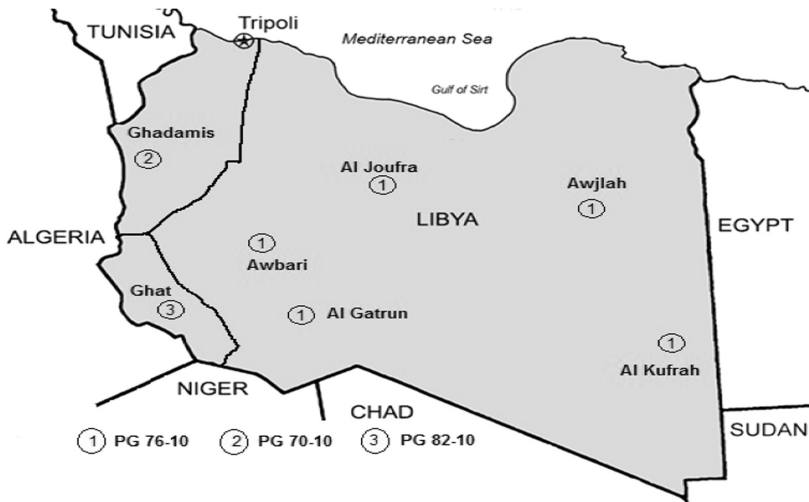 TUNISIA
Tripoli
Mediterranean Sea
Gulf of Sirt
Ghadamis
2
Al Joufra
1
Awjlah
1
LIBYA
EGYPT
ALGERIA
1
Awbari
Ghat
3
1 Al Gatrun
1
Al Kufrah
NIGER
CHAD
SUDAN
1 PG 76-10 2 PG 70-10 3 PG 82-10